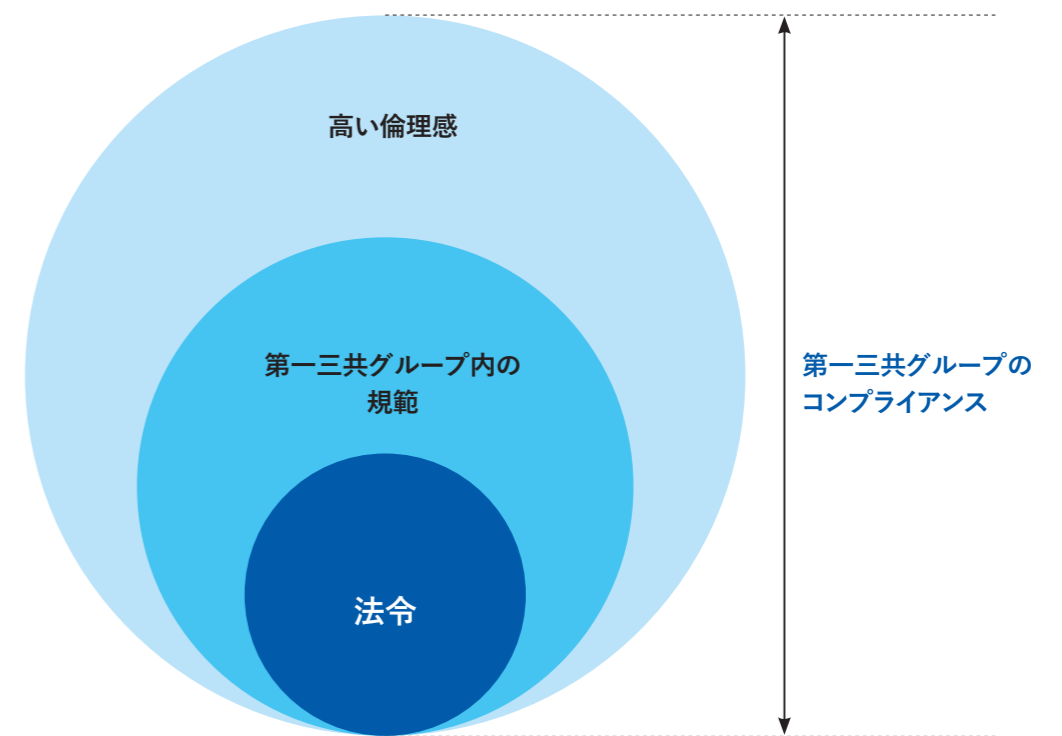 高い倫理感
第一三共グループ内の
規範
第一三共グループの
コンプライアンス
法令